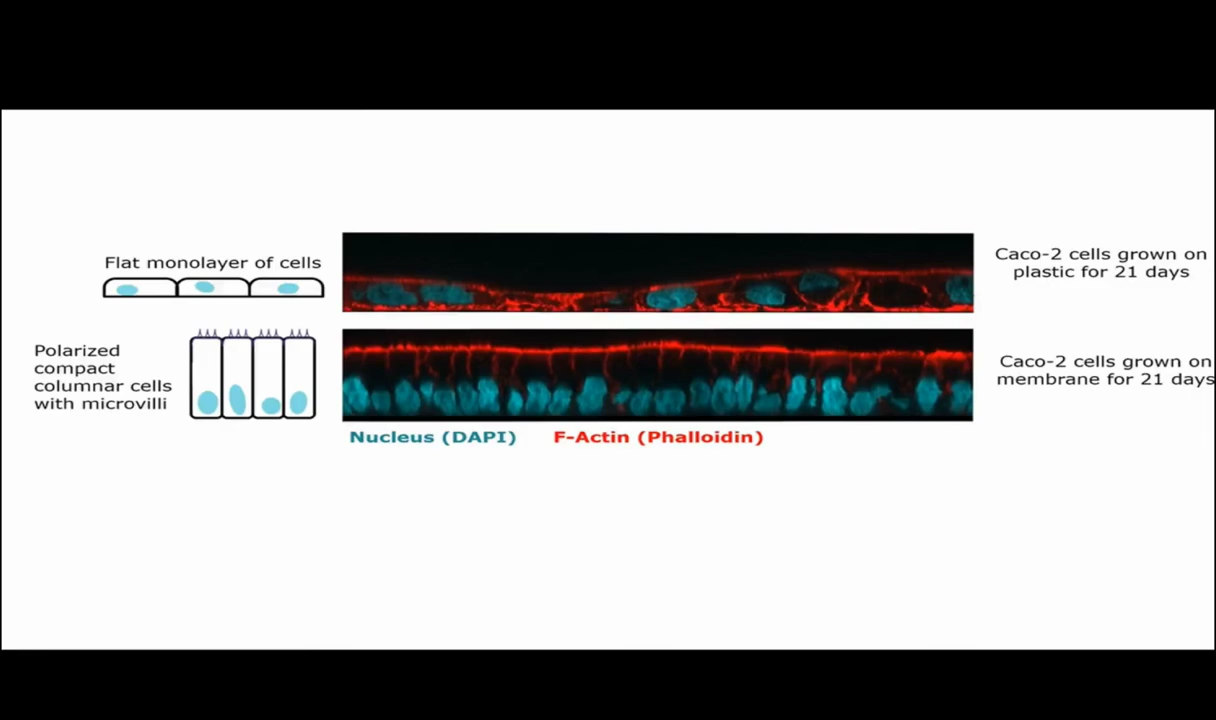 Flat monolayer of cells
Caco-2 cells grown on
plastic for 21 days
Polarized
compact
columnar cells
with microvilli
Caco-2 cells grown on
membrane for 21 days
Nucleus (DAPI) F-Actin (Phalloidin)